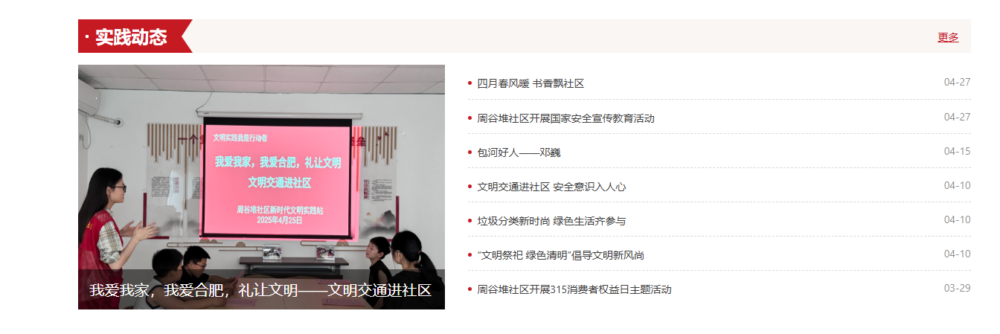 · 实践动态
更多
文明实践我是行动者
我爱我家，我爱合肥，礼让文明
文明交通进社区
周谷堆社区新时代文明实践站
2025年4月25日
我爱我家，我爱合肥，礼让文明——文明交通进社区
四月春风暖 书香飘社区 04-27
周谷堆社区开展国家安全宣传教育活动 04-27
包河好人——邓巍 04-15
文明交通进社区 安全意识入人心 04-10
垃圾分类新时尚 绿色生活齐参与 04-10
“文明祭祀 绿色清明”倡导文明新风尚 04-10
周谷堆社区开展315消费者权益日主题活动 03-29